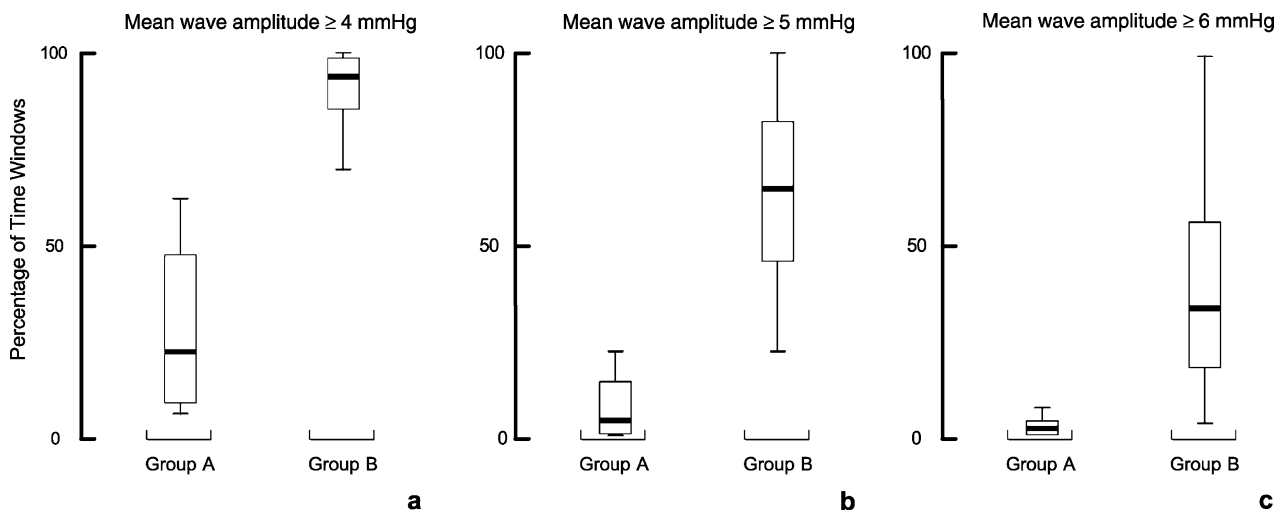 Mean wave amplitude ≥ 4 mmHg
Percentage of Time Windows
100
50
0
Group A
Group B
a
Mean wave amplitude ≥ 5 mmHg
100
50
0
Group A
Group B
b
Mean wave amplitude ≥ 6 mmHg
100
50
0
Group A
Group B
c